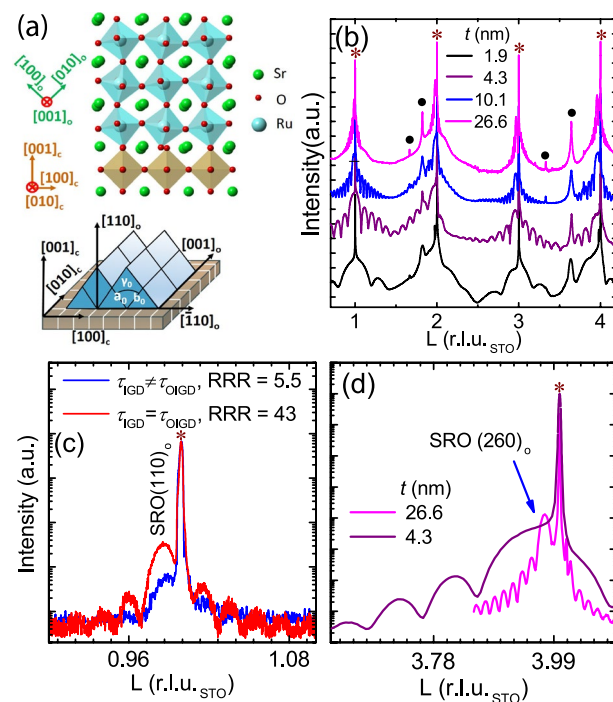 (a)
[100]o
[010]o
[001]o
[001]c
[100]c
[010]c
Sr
O
Ru
[110]o
[001]c
[010]c
[001]o
γ₀
a₀ b₀
[1̄10]o
[100]c
(b)
t (nm)
1.9
4.3
10.1
26.6
* * * *
Intensity(a.u.)
1 2 3 4
L (r.l.u.STO)
(c)
τIGD≠τOIGD, RRR = 5.5
τIGD=τOIGD, RRR = 43
*
SRO(110)o
Intensity (a.u.)
0.96 1.08
L (r.l.u.STO)
(d)
*
SRO (260)o
t (nm)
26.6
4.3
3.78 3.99
L (r.l.u.STO)